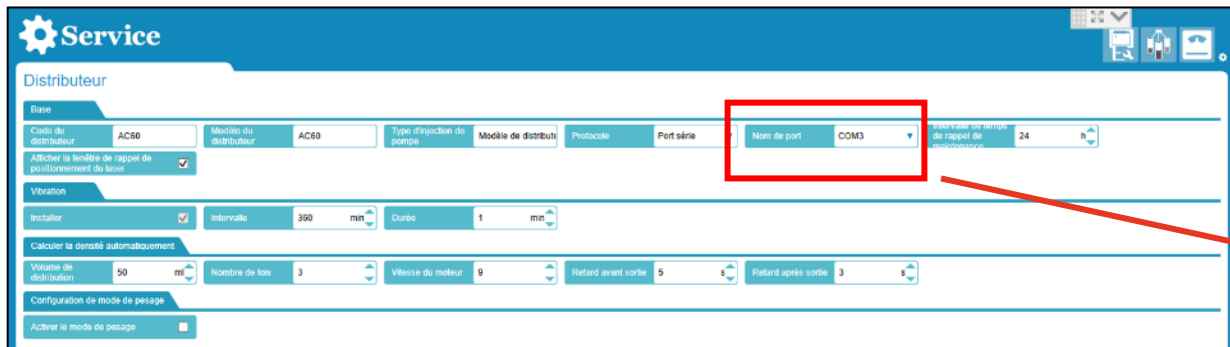 Service
Distributeur
Base
Code du distributeur
AC60
Modèle du distributeur
AC60
Type d'injection de pompe
Modèle de distribute
Protocole
Port série
Nom de port
COM3
Intervalle de temps de rappel de maintenance
24
h
Afficher la fenêtre de rappel de positionnement du laser
Vibration
Installer
Intervalle
360
min
Durée
1
min
Calculer la densité automatiquement
Volume de distribution
50
ml
Nombre de fois
3
Vitesse du moteur
9
Retard avant sortie
5
s
Retard après sortie
3
s
Configuration de mode de pesage
Activer le mode de pesage